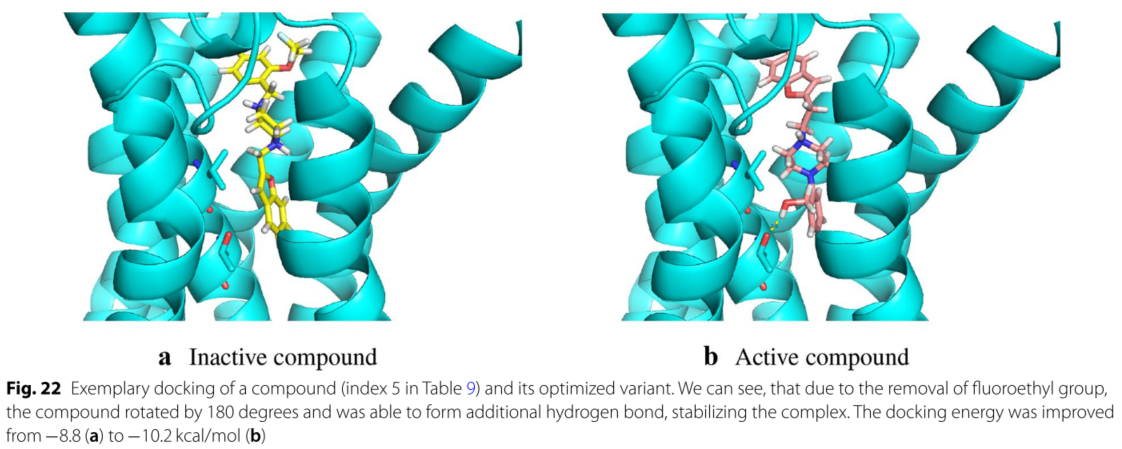 a Inactive compound
b Active compound
Fig. 22 Exemplary docking of a compound (index 5 in Table 9) and its optimized variant. We can see, that due to the removal of fluoroethyl group,
the compound rotated by 180 degrees and was able to form additional hydrogen bond, stabilizing the complex. The docking energy was improved
from −8.8 (a) to −10.2 kcal/mol (b)